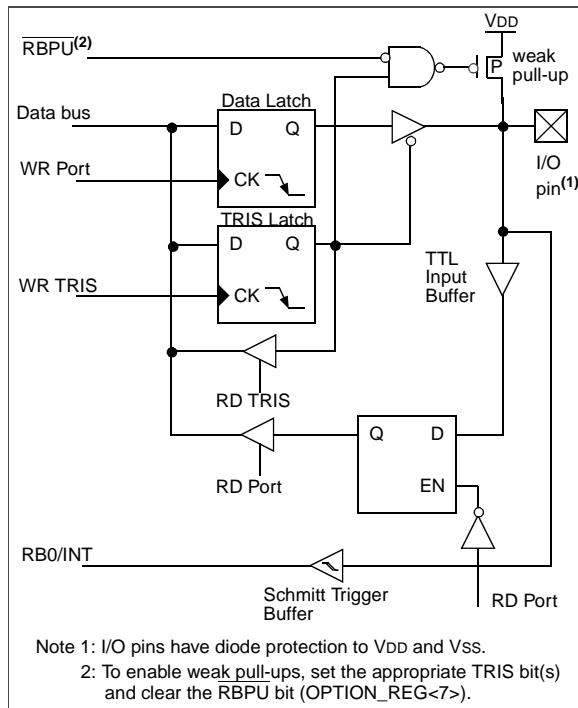 VDD
RBPU(2)
weak
pull-up
P
Data bus
Data Latch
D Q
WR Port
CK
I/O
pin(1)
TRIS Latch
D Q
TTL
Input
Buffer
WR TRIS
CK
RD TRIS
Q D
RD Port
EN
RB0/INT
Schmitt Trigger
Buffer
RD Port
Note 1: I/O pins have diode protection to VDD and VSS.
2: To enable weak pull-ups, set the appropriate TRIS bit(s)
and clear the RBPU bit (OPTION_REG<7>).